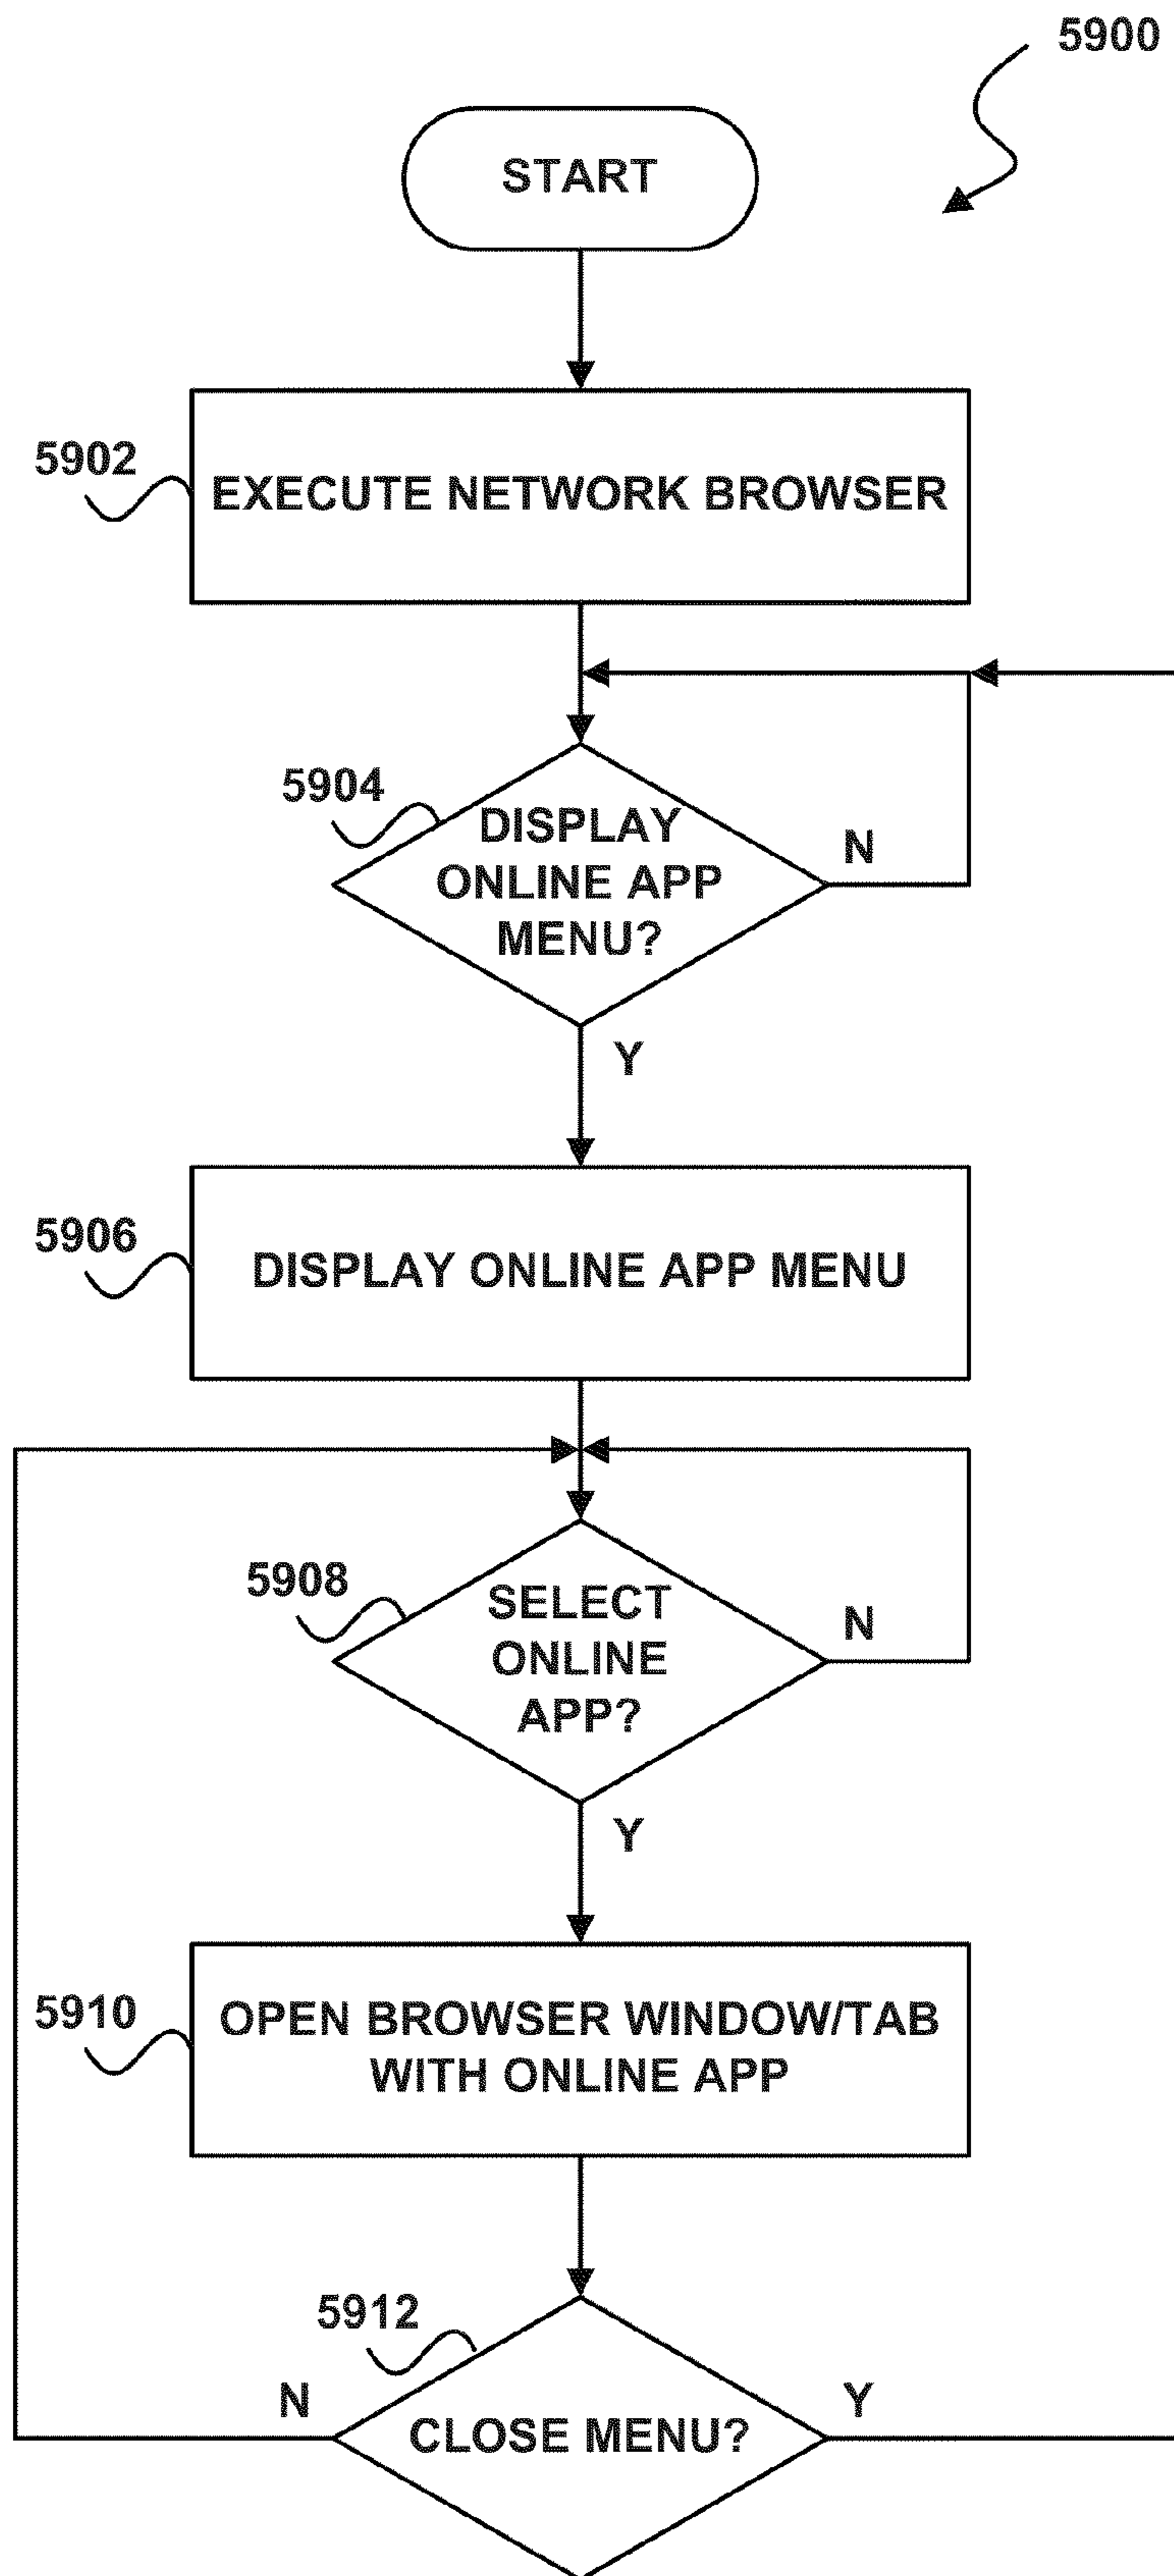 5900
START
5902
EXECUTE NETWORK BROWSER
5904
DISPLAY
ONLINE APP
MENU?
N
Y
5906
DISPLAY ONLINE APP MENU
5908
SELECT
ONLINE
APP?
N
Y
5910
OPEN BROWSER WINDOW/TAB
WITH ONLINE APP
5912
N
Y
CLOSE MENU?